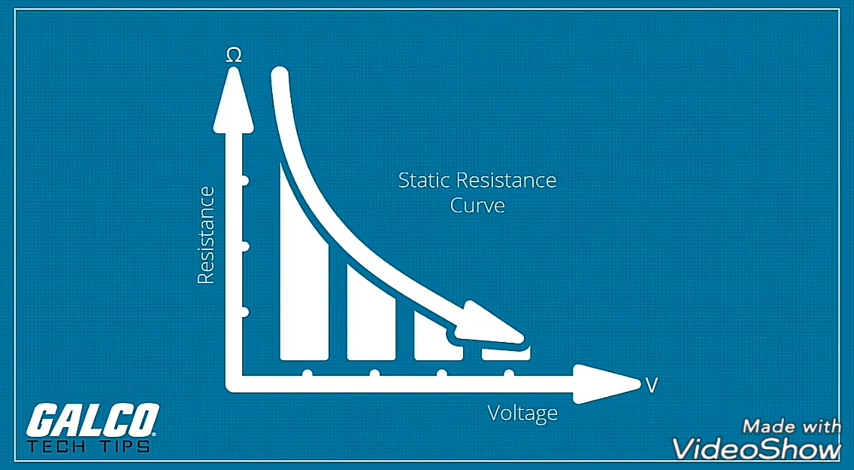 Ω
Resistance
Static Resistance
Curve
V
Voltage
GALCO
TECH TIPS
Made with
VideoShow